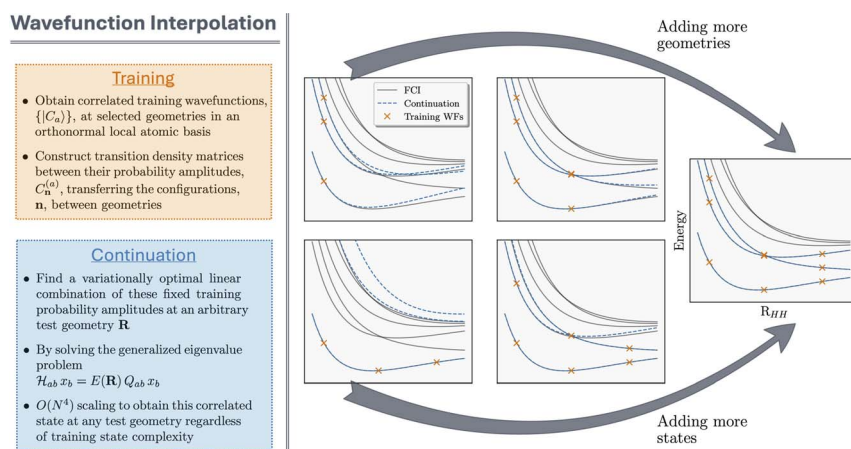 Wavefunction Interpolation
Training
• Obtain correlated training wavefunctions,
{|C_a⟩}, at selected geometries in an
orthonormal local atomic basis
• Construct transition density matrices
between their probability amplitudes,
C_n^(a), transferring the configurations,
n, between geometries
Continuation
• Find a variationally optimal linear
combination of these fixed training
probability amplitudes at an arbitrary
test geometry R
• By solving the generalized eigenvalue
problem
ℋ_ab x_b = E(R) Q_ab x_b
• O(N⁴) scaling to obtain this correlated
state at any test geometry regardless
of training state complexity
Adding more
geometries
FCI
Continuation
Training WFs
Energy
R_HH
Adding more
states